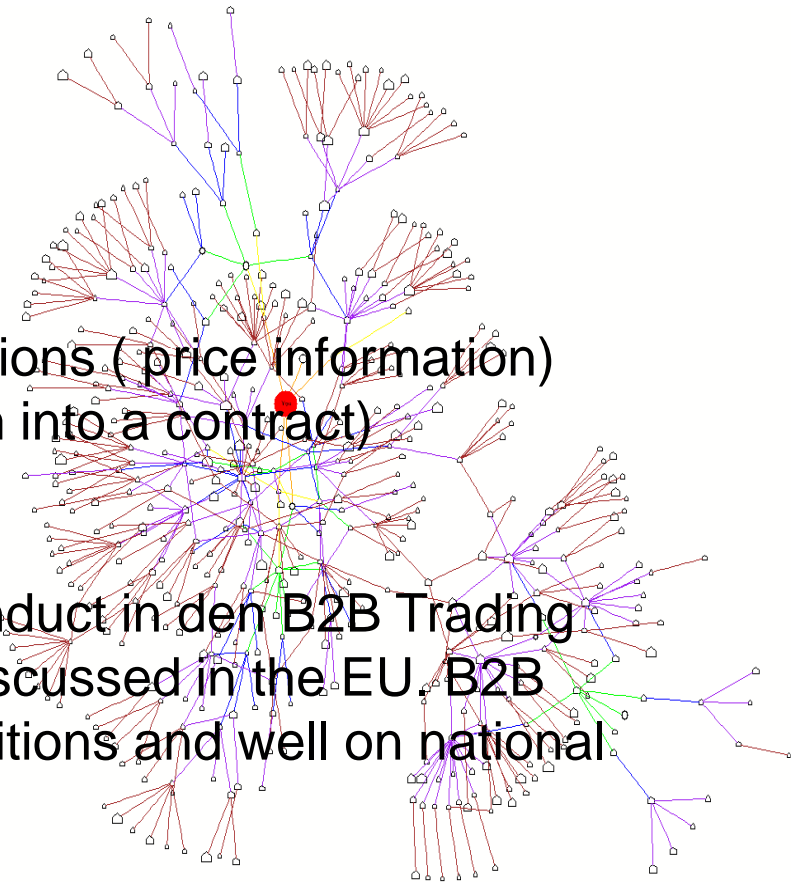 ions ( price information)
n into a contract)
You
duct in den B2B Trading
scussed in the EU. B2B
itions and well on national